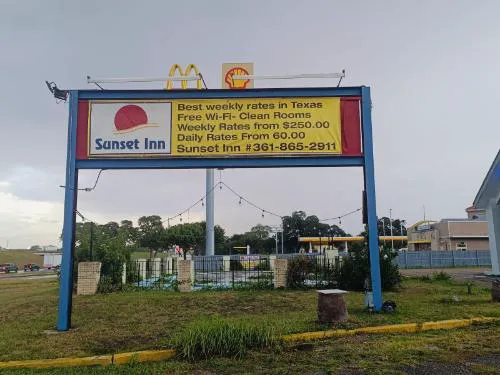 Best weekly rates in Texas
Free Wi-Fi- Clean Rooms
Weekly Rates from $250.00
Daily Rates From 60.00
Sunset Inn #361-865-2911
Sunset Inn